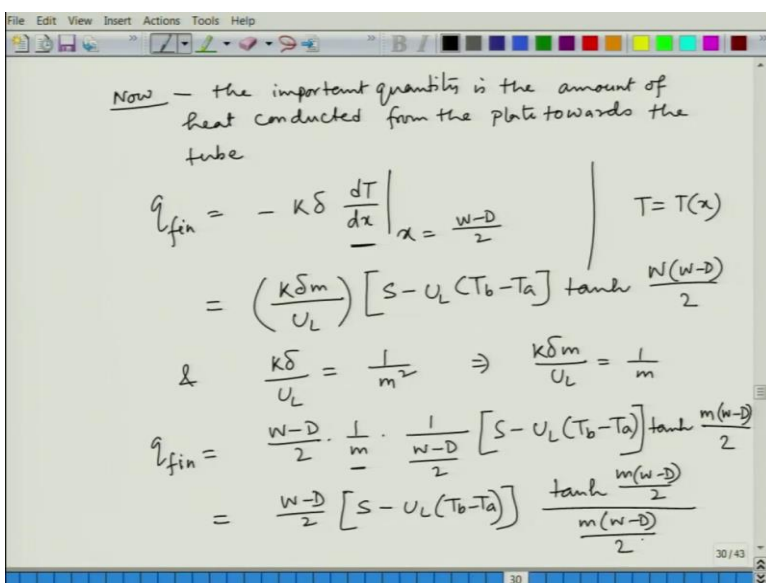 File Edit View Insert Actions Tools Help
Now – the important quantity is the amount of
heat conducted from the plate towards the
tube
q_fin = - Kδ dT/dx |_{x = (W-D)/2} | T = T(x)
= (Kδm/U_L) [S - U_L (T_b - T_a] tanh W(W-D)/2
& Kδ/U_L = 1/m² ⇒ Kδm/U_L = 1/m
q_fin = (W-D)/2 · 1/m · 1/((W-D)/2) [S - U_L (T_b - T_a)] tanh m(W-D)/2
= (W-D)/2 [S - U_L (T_b - T_a)] (tanh m(W-D)/2)/(m(W-D)/2)
30/43
30